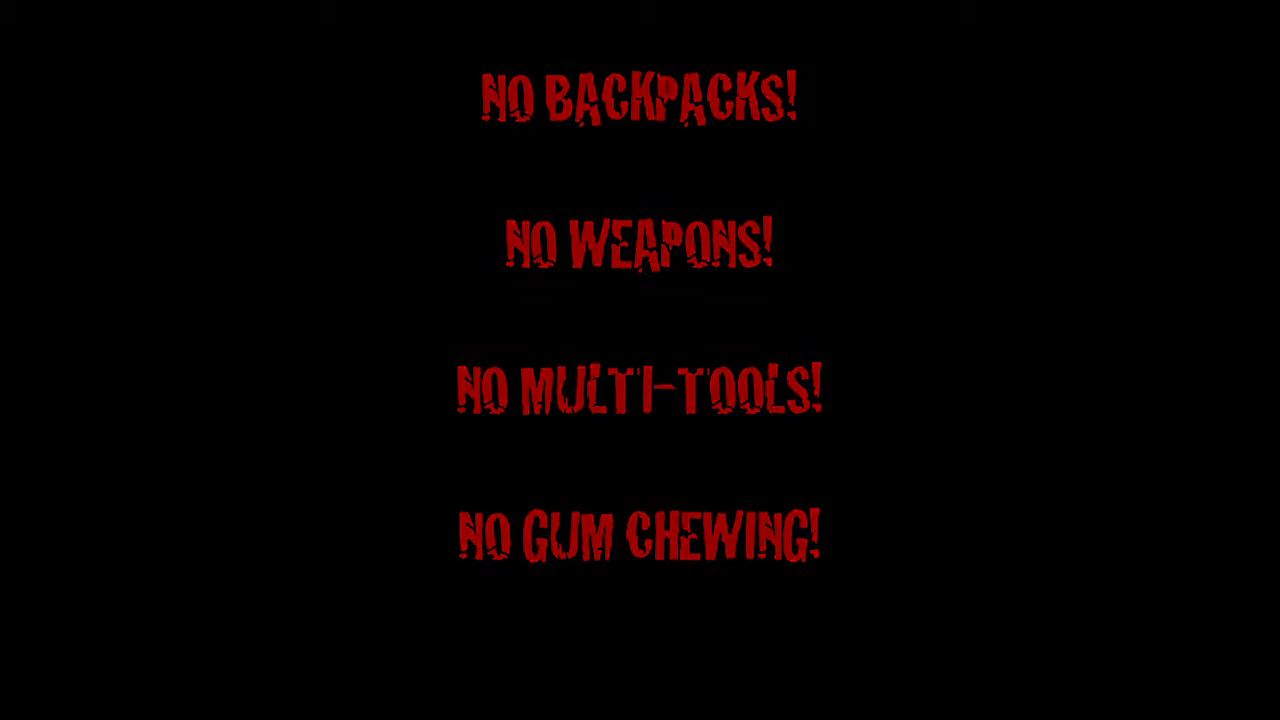 NO BACKPACKS!
NO WEAPONS!
NO MULTI-TOOLS!
NO GUM CHEWING!